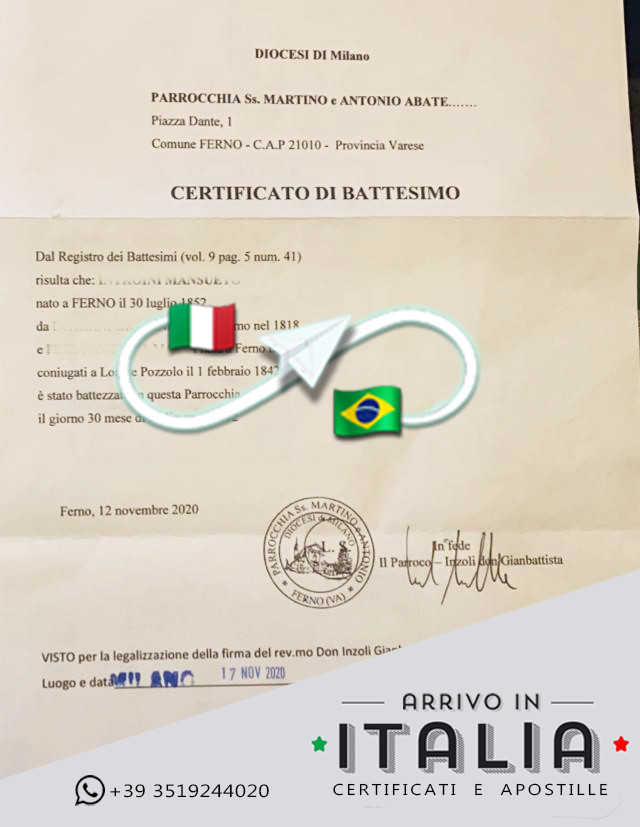 DIOCESI DI Milano
PARROCCHIA Ss. MARTINO e ANTONIO ABATE.......
Piazza Dante, 1
Comune FERNO - C.A.P 21010 - Provincia Varese
CERTIFICATO DI BATTESIMO
Dal Registro dei Battesimi (vol. 9 pag. 5 num. 41)
risulta che: MANSUETO
nato a FERNO il 30 luglio 1852
da nel 1818
e Ferno
coniugati a e Pozzolo il 1 febbraio
è stato questa Parrocchia
il giorno 30 mese
Ferno, 12 novembre 2020
PARROCCHIA Ss. MARTINO e ANTONIO
DIOCESI di MILANO
L. S.
FERNO (VA)
In fede
Il Parroco – Inzoli don Gianbattista
VISTO per la legalizzazione della firma del rev.mo Don Inzoli
Luogo e data MILANO 17 NOV 2020
ARRIVO IN
ITALIA
CERTIFICATI E APOSTILLE
+39 3519244020